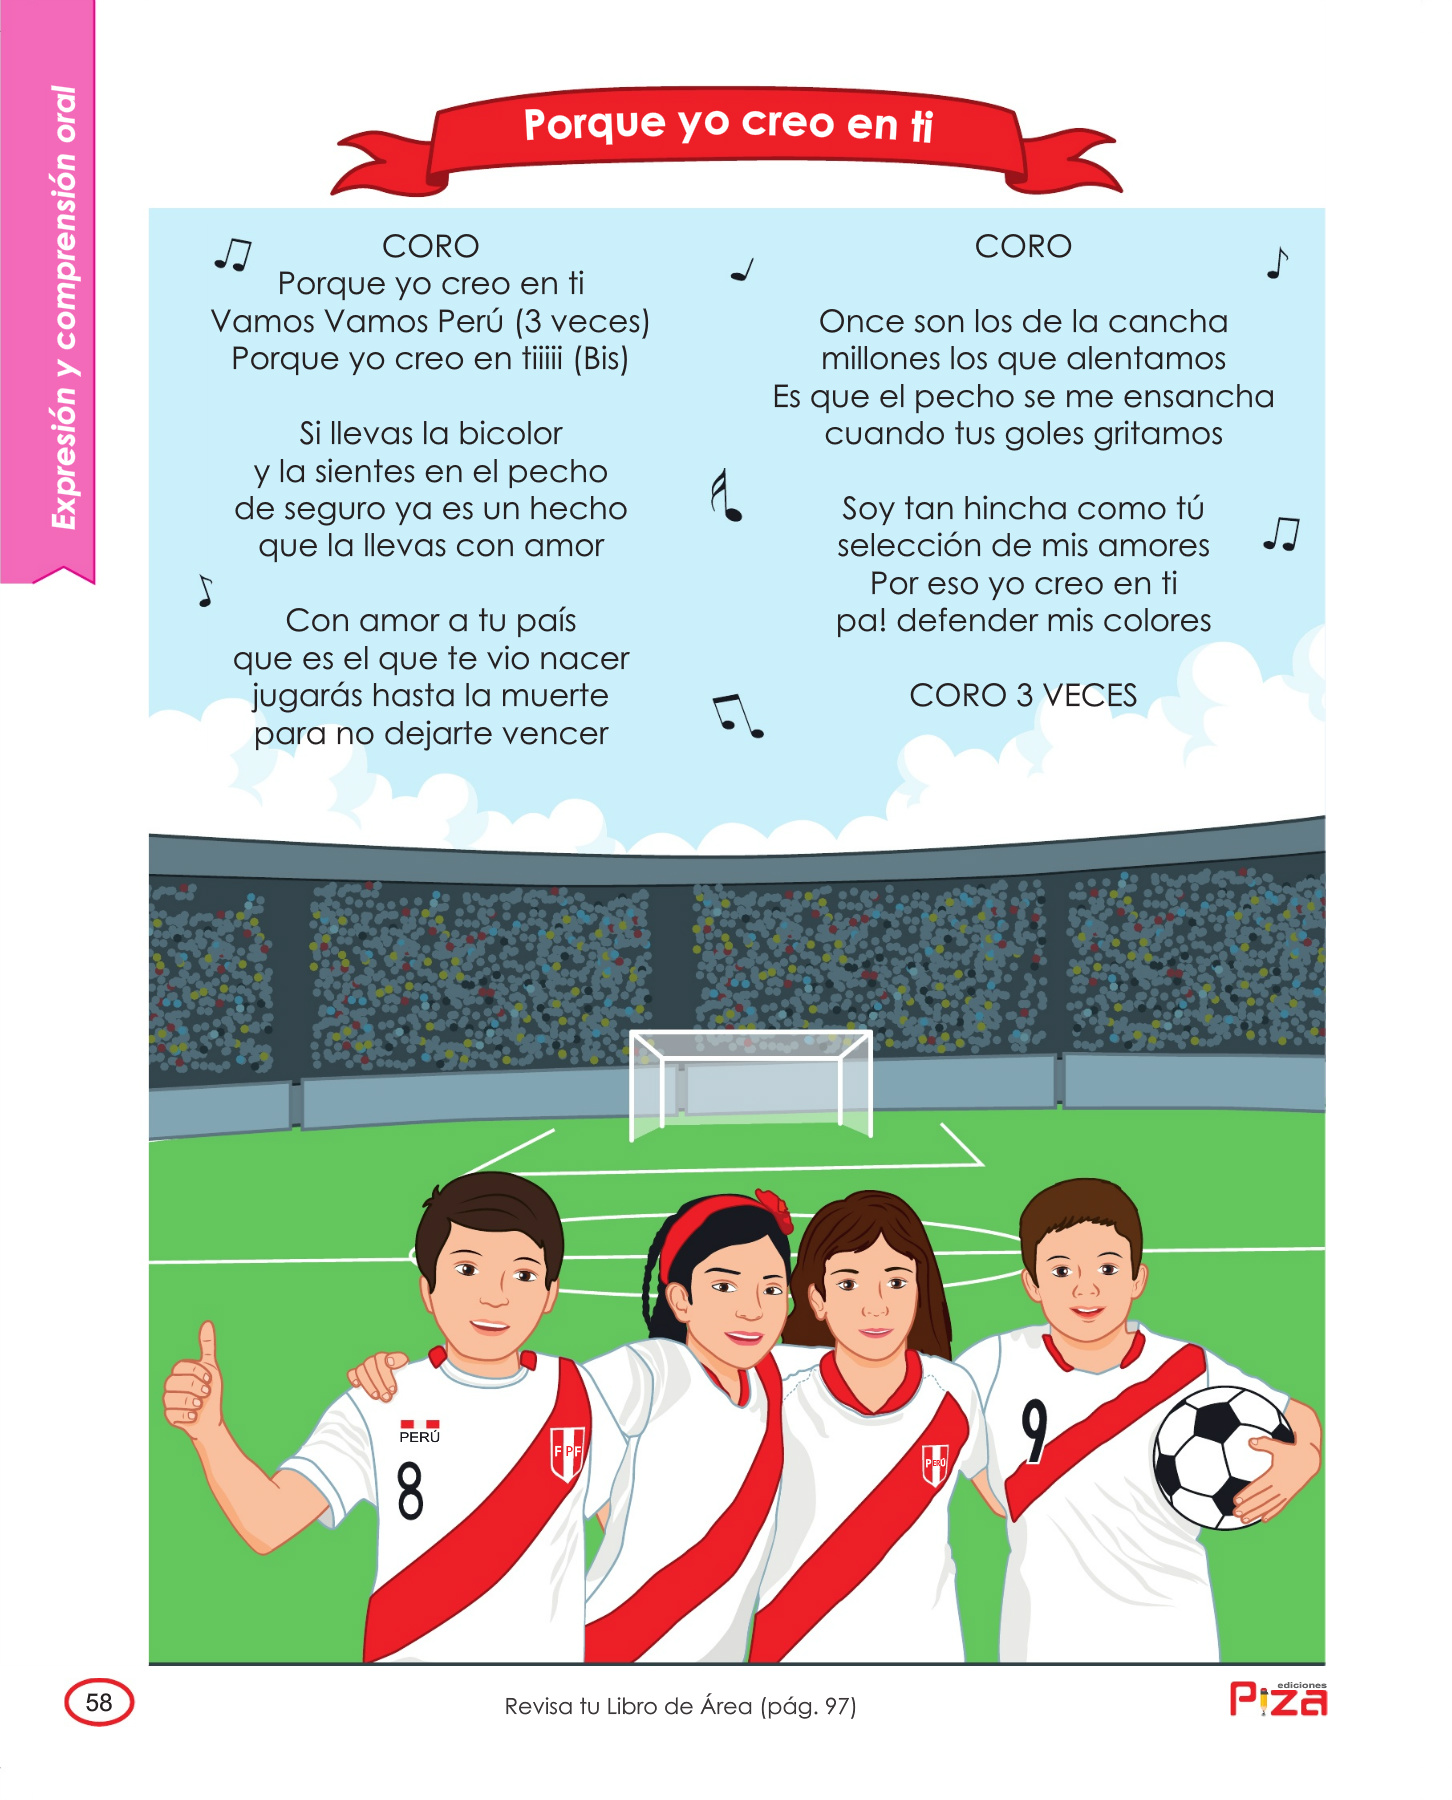 Expresión y comprensión oral
Porque yo creo en ti
CORO
Porque yo creo en ti
Vamos Vamos Perú (3 veces)
Porque yo creo en tiiiiii (Bis)
Si llevas la bicolor
y la sientes en el pecho
de seguro ya es un hecho
que la llevas con amor
Con amor a tu país
que es el que te vio nacer
jugarás hasta la muerte
para no dejarte vencer
CORO
Once son los de la cancha
millones los que alentamos
Es que el pecho se me ensancha
cuando tus goles gritamos
Soy tan hincha como tú
selección de mis amores
Por eso yo creo en ti
pa! defender mis colores
CORO 3 VECES
PERÚ
8
FPF
PERÚ
9
58
Revisa tu Libro de Área (pág. 97)
ediciones
Piza